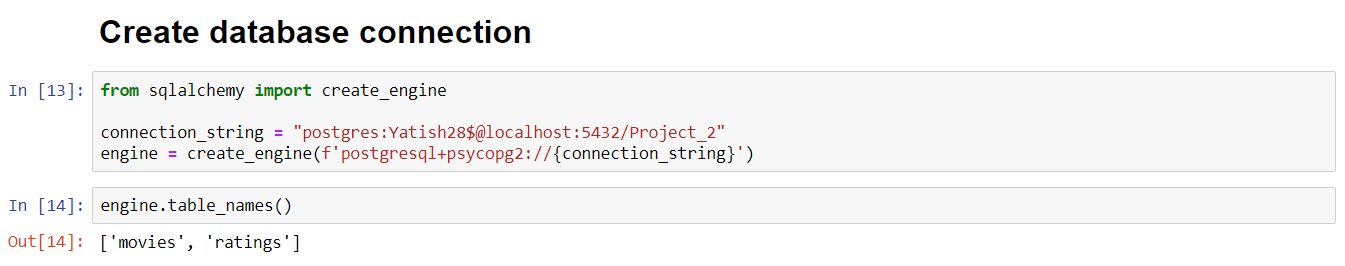 Create database connection
In [13]: from sqlalchemy import create_engine
connection_string = "postgres:Yatish28$@localhost:5432/Project_2"
engine = create_engine(f'postgresql+psycopg2://{connection_string}')
In [14]: engine.table_names()
Out[14]: ['movies', 'ratings']